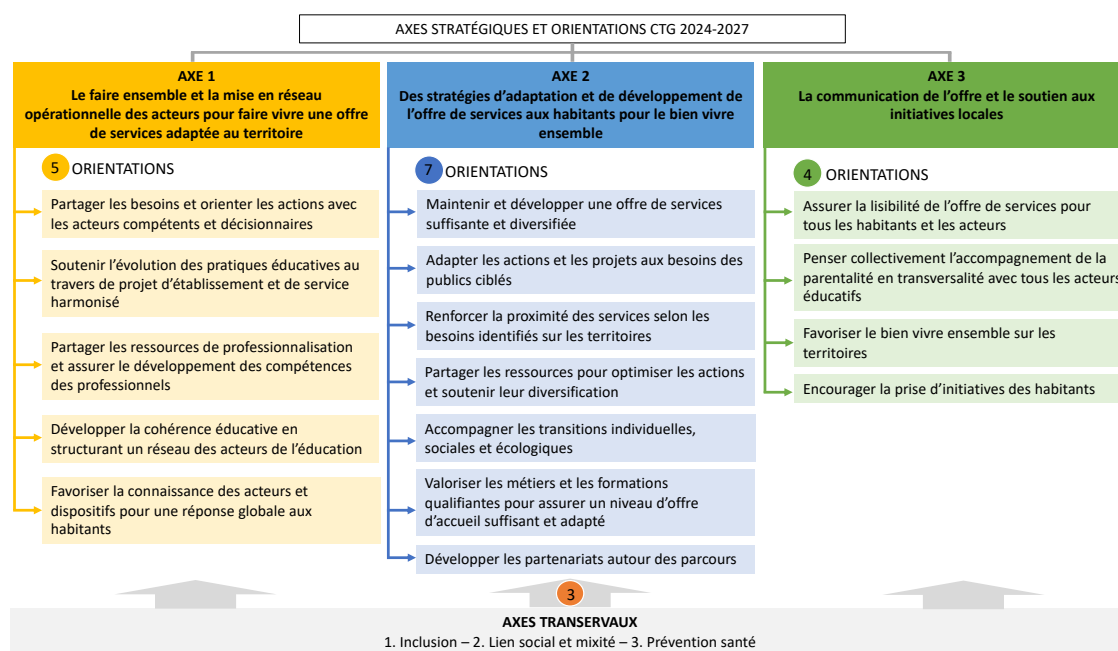 AXES STRATÉGIQUES ET ORIENTATIONS CTG 2024-2027
AXE 1
Le faire ensemble et la mise en réseau
opérationnelle des acteurs pour faire vivre une offre
de services adaptée au territoire
5 ORIENTATIONS
Partager les besoins et orienter les actions avec
les acteurs compétents et décisionnaires
Soutenir l’évolution des pratiques éducatives au
travers de projet d’établissement et de service
harmonisé
Partager les ressources de professionnalisation
et assurer le développement des compétences
des professionnels
Développer la cohérence éducative en
structurant un réseau des acteurs de l’éducation
Favoriser la connaissance des acteurs et
dispositifs pour une réponse globale aux
habitants
AXE 2
Des stratégies d’adaptation et de développement de
l’offre de services aux habitants pour le bien vivre
ensemble
7 ORIENTATIONS
Maintenir et développer une offre de services
suffisante et diversifiée
Adapter les actions et les projets aux besoins des
publics ciblés
Renforcer la proximité des services selon les
besoins identifiés sur les territoires
Partager les ressources pour optimiser les actions
et soutenir leur diversification
Accompagner les transitions individuelles,
sociales et écologiques
Valoriser les métiers et les formations
qualifiantes pour assurer un niveau d’offre
d’accueil suffisant et adapté
Développer les partenariats autour des parcours
AXE 3
La communication de l’offre et le soutien aux
initiatives locales
4 ORIENTATIONS
Assurer la lisibilité de l’offre de services pour
tous les habitants et les acteurs
Penser collectivement l’accompagnement de la
parentalité en transversalité avec tous les acteurs
éducatifs
Favoriser le bien vivre ensemble sur les
territoires
Encourager la prise d’initiatives des habitants
3
AXES TRANSERVAUX
1. Inclusion – 2. Lien social et mixité – 3. Prévention santé